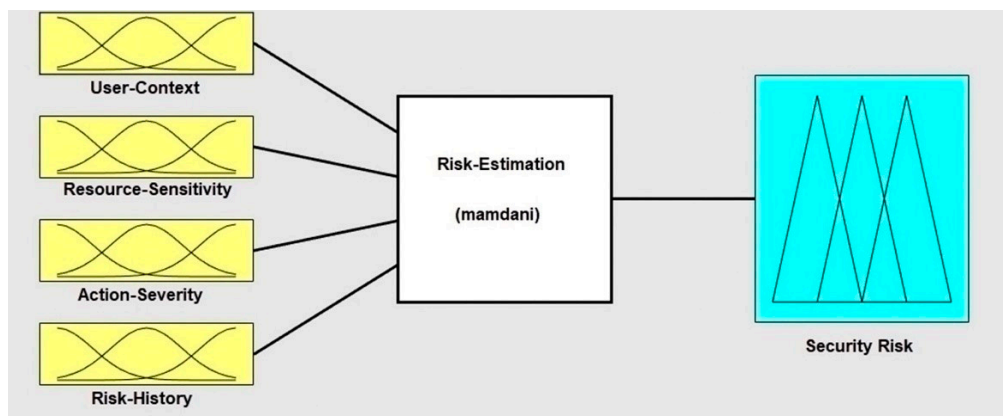 User-Context
Resource-Sensitivity
Action-Severity
Risk-History
Risk-Estimation
(mamdani)
Security Risk